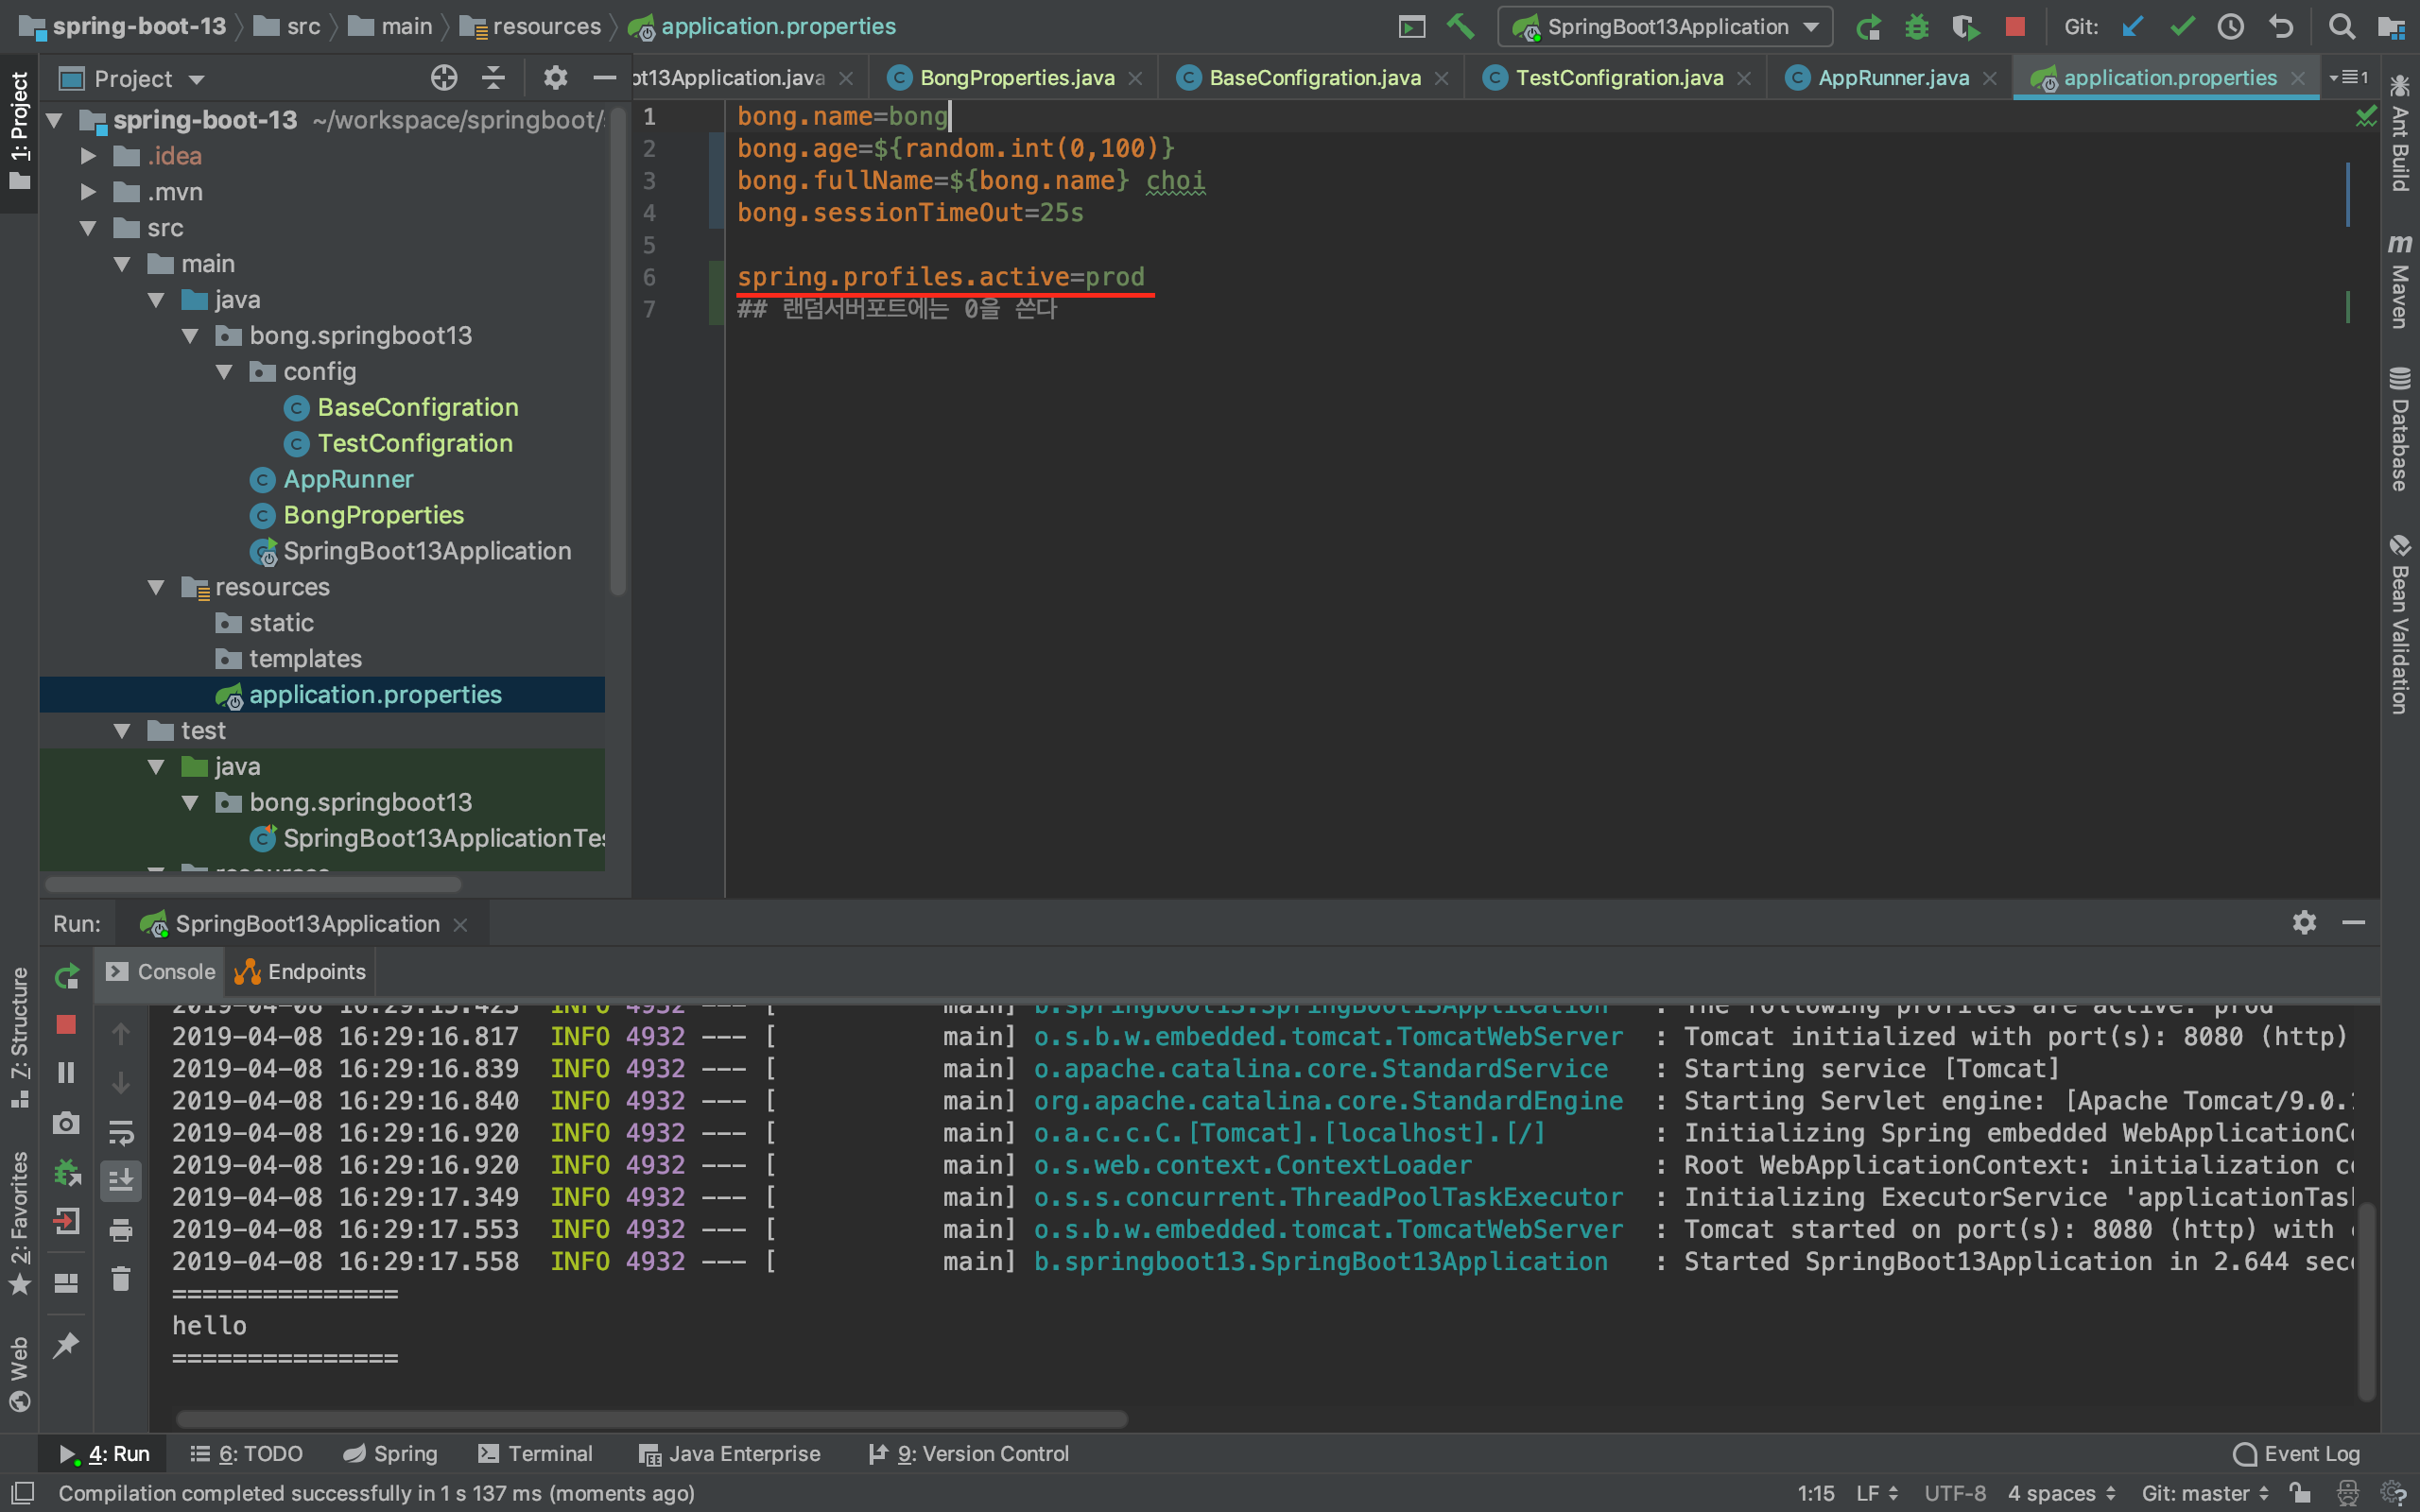 spring-boot-13 src main resources application.properties
SpringBoot13Application Git:
1: Project
Project
ot13Application.java BongProperties.java BaseConfigration.java TestConfigration.java AppRunner.java application.properties 1
spring-boot-13 ~/workspace/springboot/
.idea
.mvn
src
main
java
bong.springboot13
config
BaseConfigration
TestConfigration
AppRunner
BongProperties
SpringBoot13Application
resources
static
templates
application.properties
test
java
bong.springboot13
SpringBoot13ApplicationTes
1 bong.name=bong
2 bong.age=${random.int(0,100)}
3 bong.fullName=${bong.name} choi
4 bong.sessionTimeOut=25s
5
6 spring.profiles.active=prod
7 ## 랜덤서버포트에는 0을 쓴다
Ant Build
Maven
Database
Bean Validation
Run: SpringBoot13Application
Console Endpoints
2019-04-08 16:29:15.423 INFO 4932 --- [ main] b.springboot13.SpringBoot13Application : The following profiles are active: prod
2019-04-08 16:29:16.817 INFO 4932 --- [ main] o.s.b.w.embedded.tomcat.TomcatWebServer : Tomcat initialized with port(s): 8080 (http)
2019-04-08 16:29:16.839 INFO 4932 --- [ main] o.apache.catalina.core.StandardService : Starting service [Tomcat]
2019-04-08 16:29:16.840 INFO 4932 --- [ main] org.apache.catalina.core.StandardEngine : Starting Servlet engine: [Apache Tomcat/9.0.
2019-04-08 16:29:16.920 INFO 4932 --- [ main] o.a.c.c.C.[Tomcat].[localhost].[/] : Initializing Spring embedded WebApplicationCo
2019-04-08 16:29:16.920 INFO 4932 --- [ main] o.s.web.context.ContextLoader : Root WebApplicationContext: initialization co
2019-04-08 16:29:17.349 INFO 4932 --- [ main] o.s.s.concurrent.ThreadPoolTaskExecutor : Initializing ExecutorService 'applicationTask
2019-04-08 16:29:17.553 INFO 4932 --- [ main] o.s.b.w.embedded.tomcat.TomcatWebServer : Tomcat started on port(s): 8080 (http) with c
2019-04-08 16:29:17.558 INFO 4932 --- [ main] b.springboot13.SpringBoot13Application : Started SpringBoot13Application in 2.644 seco
===============
hello
===============
7: Structure
2: Favorites
Web
4: Run 6: TODO Spring Terminal Java Enterprise 9: Version Control Event Log
Compilation completed successfully in 1 s 137 ms (moments ago) 1:15 LF UTF-8 4 spaces Git: master